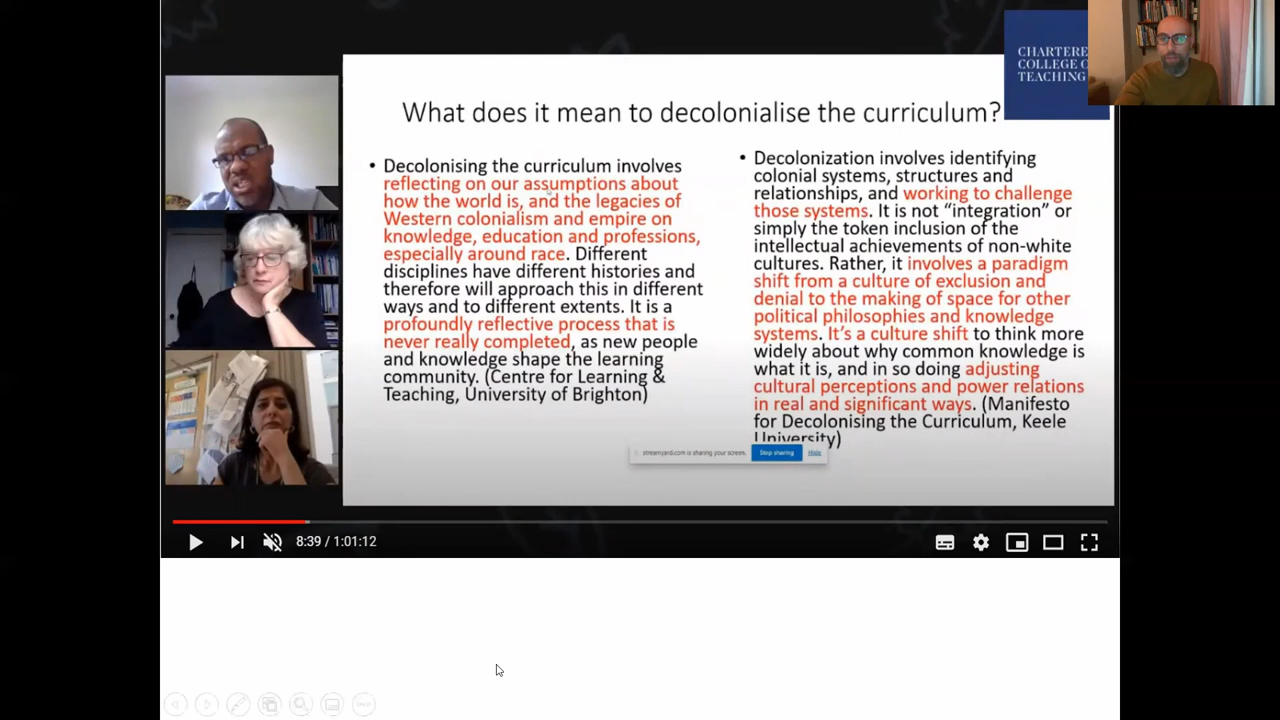 CHARTERE
COLLEGE O
TEACHING
What does it mean to decolonialise the curriculum?
• Decolonising the curriculum involves
reflecting on our assumptions about
how the world is, and the legacies of
Western colonialism and empire on
knowledge, education and professions,
especially around race. Different
disciplines have different histories and
therefore will approach this in different
ways and to different extents. It is a
profoundly reflective process that is
never really completed, as new people
and knowledge shape the learning
community. (Centre for Learning &
Teaching, University of Brighton)
• Decolonization involves identifying
colonial systems, structures and
relationships, and working to challenge
those systems. It is not “integration” or
simply the token inclusion of the
intellectual achievements of non-white
cultures. Rather, it involves a paradigm
shift from a culture of exclusion and
denial to the making of space for other
political philosophies and knowledge
systems. It’s a culture shift to think more
widely about why common knowledge is
what it is, and in so doing adjusting
cultural perceptions and power relations
in real and significant ways. (Manifesto
for Decolonising the Curriculum, Keele
University)
streamyard.com is sharing your screen. Stop sharing Hide
8:39 / 1:01:12